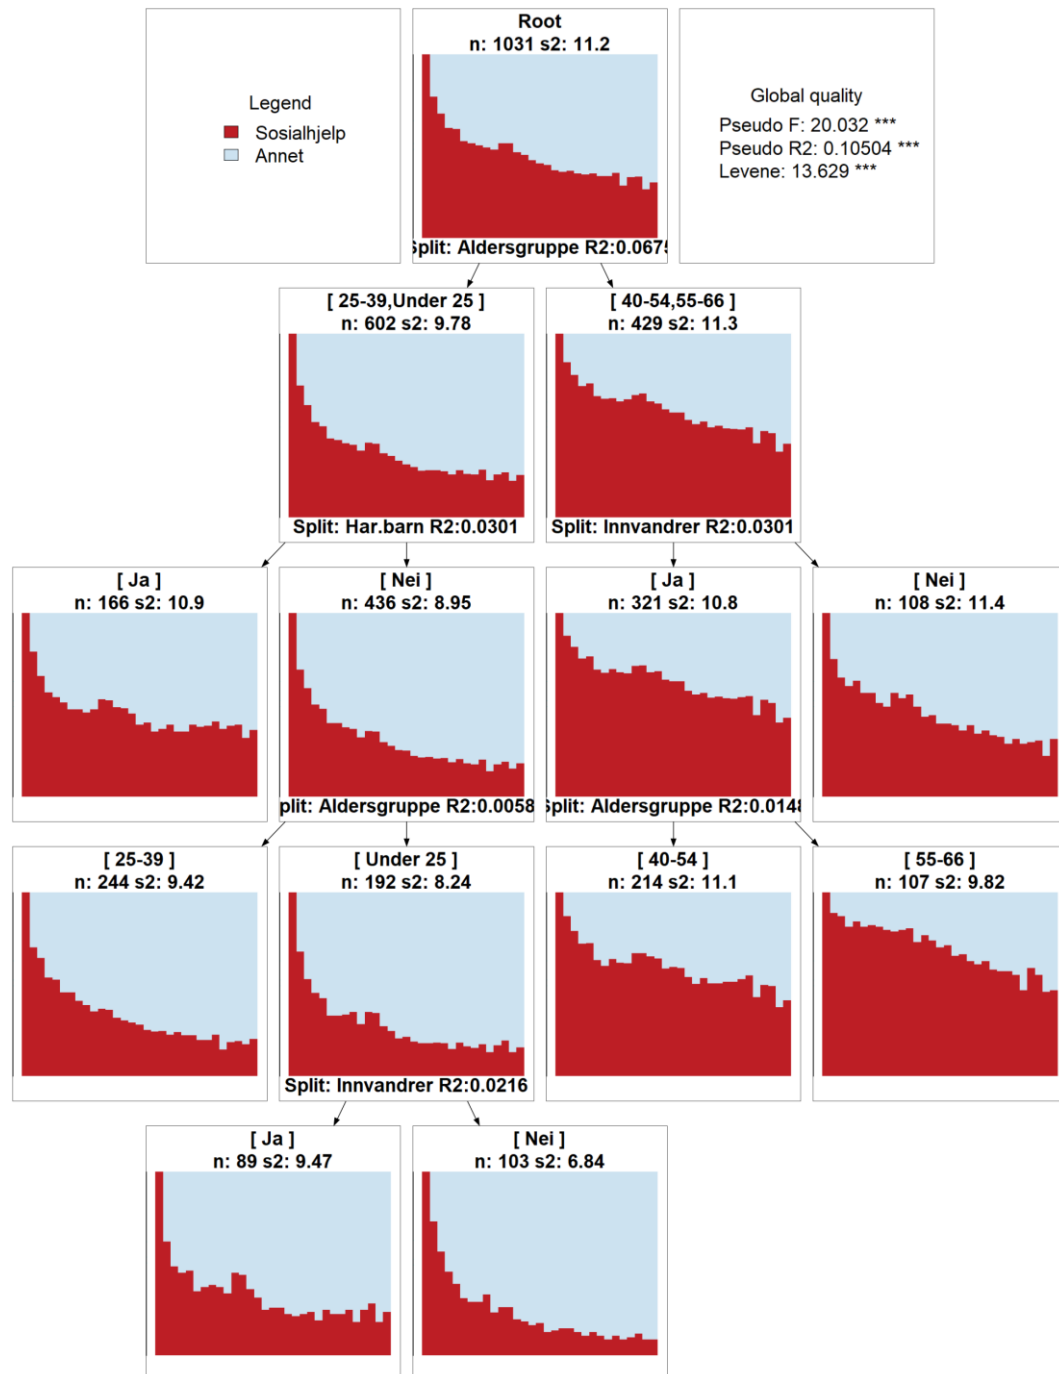 Legend
Sosialhjelp
Annet
Root
n: 1031 s2: 11.2
Split: Aldersgruppe R2:0.0675
Global quality
Pseudo F: 20.032 ***
Pseudo R2: 0.10504 ***
Levene: 13.629 ***
[ 25-39,Under 25 ]
n: 602 s2: 9.78
Split: Har.barn R2:0.0301
[ 40-54,55-66 ]
n: 429 s2: 11.3
Split: Innvandrer R2:0.0301
[ Ja ]
n: 166 s2: 10.9
[ Nei ]
n: 436 s2: 8.95
Split: Aldersgruppe R2:0.0058
[ Ja ]
n: 321 s2: 10.8
Split: Aldersgruppe R2:0.0148
[ Nei ]
n: 108 s2: 11.4
[ 25-39 ]
n: 244 s2: 9.42
[ Under 25 ]
n: 192 s2: 8.24
Split: Innvandrer R2:0.0216
[ 40-54 ]
n: 214 s2: 11.1
[ 55-66 ]
n: 107 s2: 9.82
[ Ja ]
n: 89 s2: 9.47
[ Nei ]
n: 103 s2: 6.84